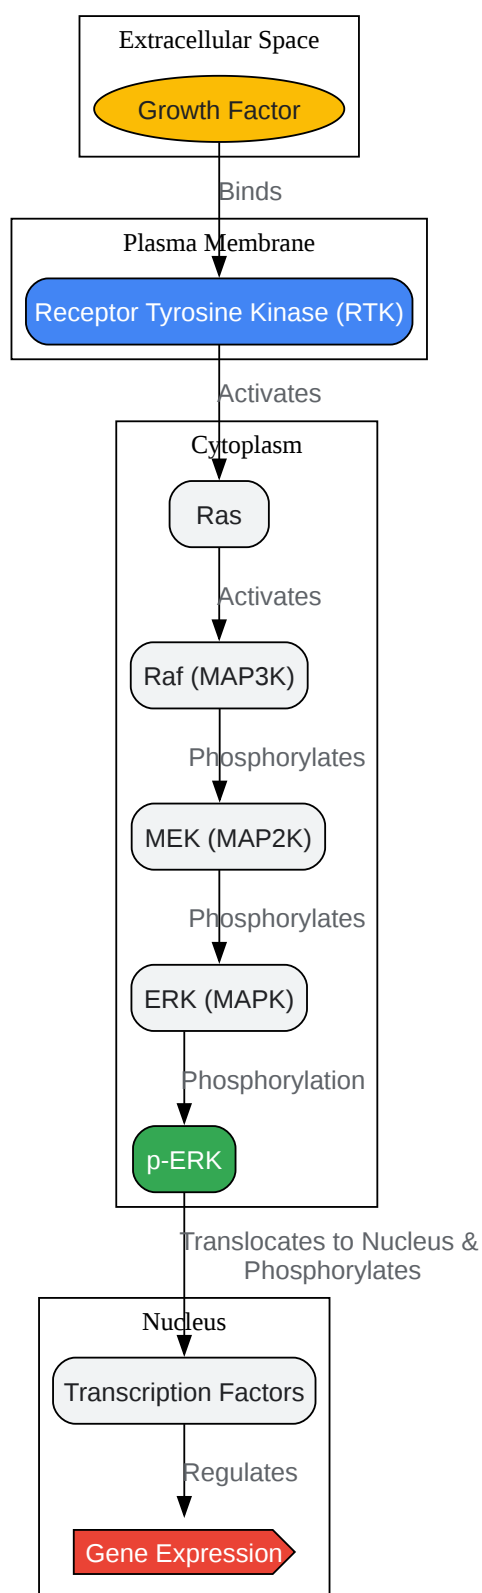 Extracellular Space
Growth Factor
Binds
Plasma Membrane
Receptor Tyrosine Kinase (RTK)
Activates
Cytoplasm
Ras
Activates
Raf (MAP3K)
Phosphorylates
MEK (MAP2K)
Phosphorylates
ERK (MAPK)
Phosphorylation
p-ERK
Translocates to Nucleus &
Phosphorylates
Nucleus
Transcription Factors
Regulates
Gene Expression